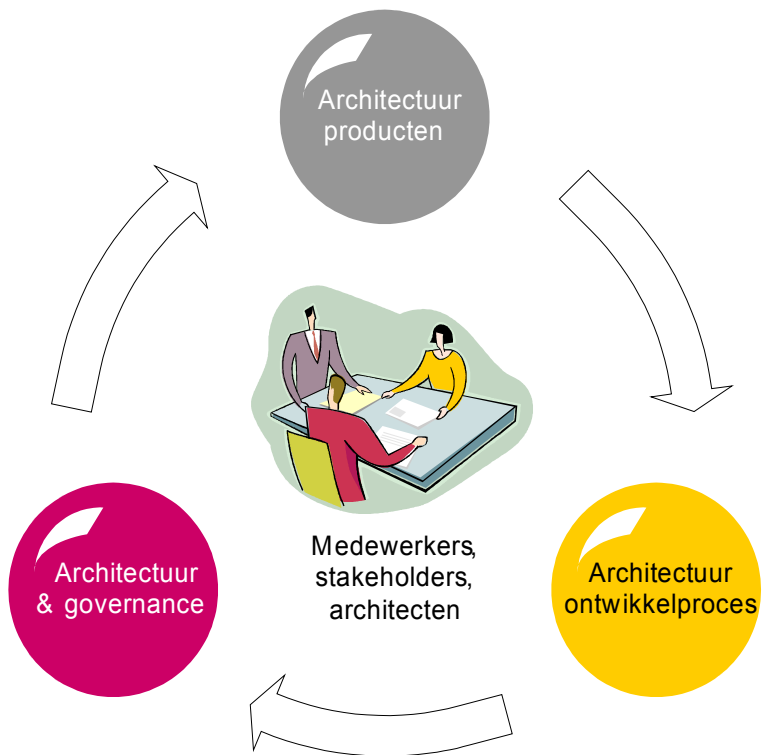 Architectuur
producten
Medewerkers,
stakeholders,
architecten
Architectuur
& governance
Architectuur
ontwikkelproces